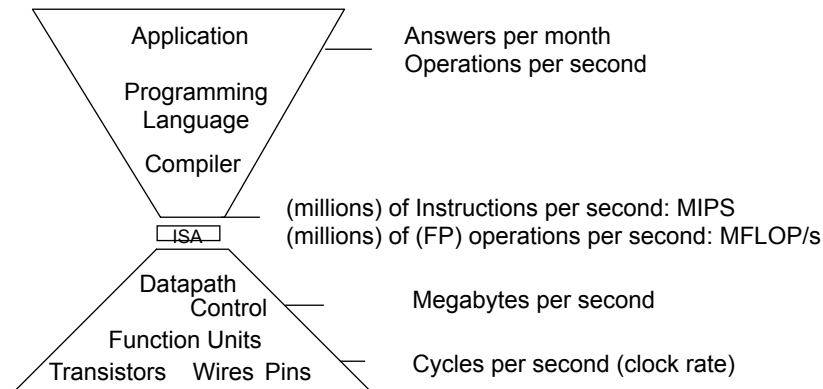 Application
Answers per month
Operations per second
Programming
Language
Compiler
(millions) of Instructions per second: MIPS
ISA
(millions) of (FP) operations per second: MFLOP/s
Datapath
Control
Megabytes per second
Function Units
Transistors Wires Pins
Cycles per second (clock rate)